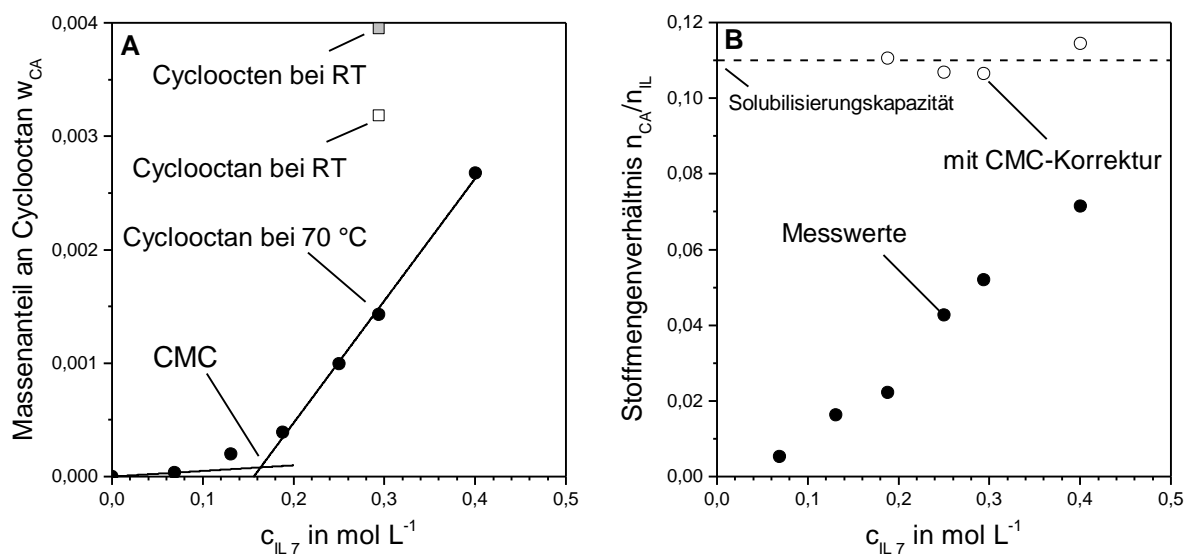 A
Massenanteil an Cyclooctan w_CA
0,004
0,003
0,002
0,001
0,000
Cycloocten bei RT
Cyclooctan bei RT
Cyclooctan bei 70 °C
CMC
0,0 0,1 0,2 0,3 0,4 0,5
c_IL 7 in mol L⁻¹
B
Stoffmengenverhältnis n_CA/n_IL
0,12
0,10
0,08
0,06
0,04
0,02
0,00
Solubilisierungskapazität
mit CMC-Korrektur
Messwerte
0,0 0,1 0,2 0,3 0,4 0,5
c_IL 7 in mol L⁻¹